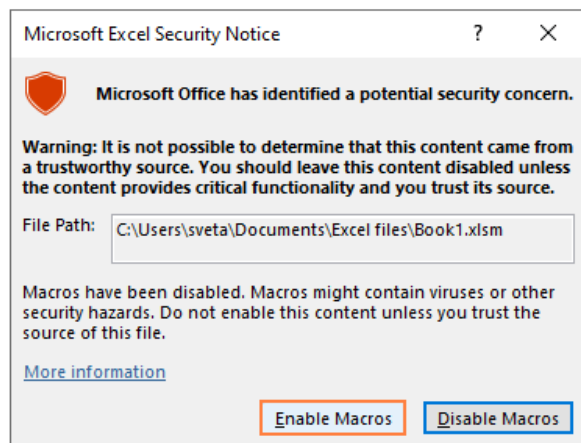 Microsoft Excel Security Notice ?
Microsoft Office has identified a potential security concern.
Warning: It is not possible to determine that this content came from
a trustworthy source. You should leave this content disabled unless
the content provides critical functionality and you trust its source.
File Path: C:\Users\sveta\Documents\Excel files\Book1.xlsm
Macros have been disabled. Macros might contain viruses or other
security hazards. Do not enable this content unless you trust the
source of this file.
More information
Enable Macros Disable Macros